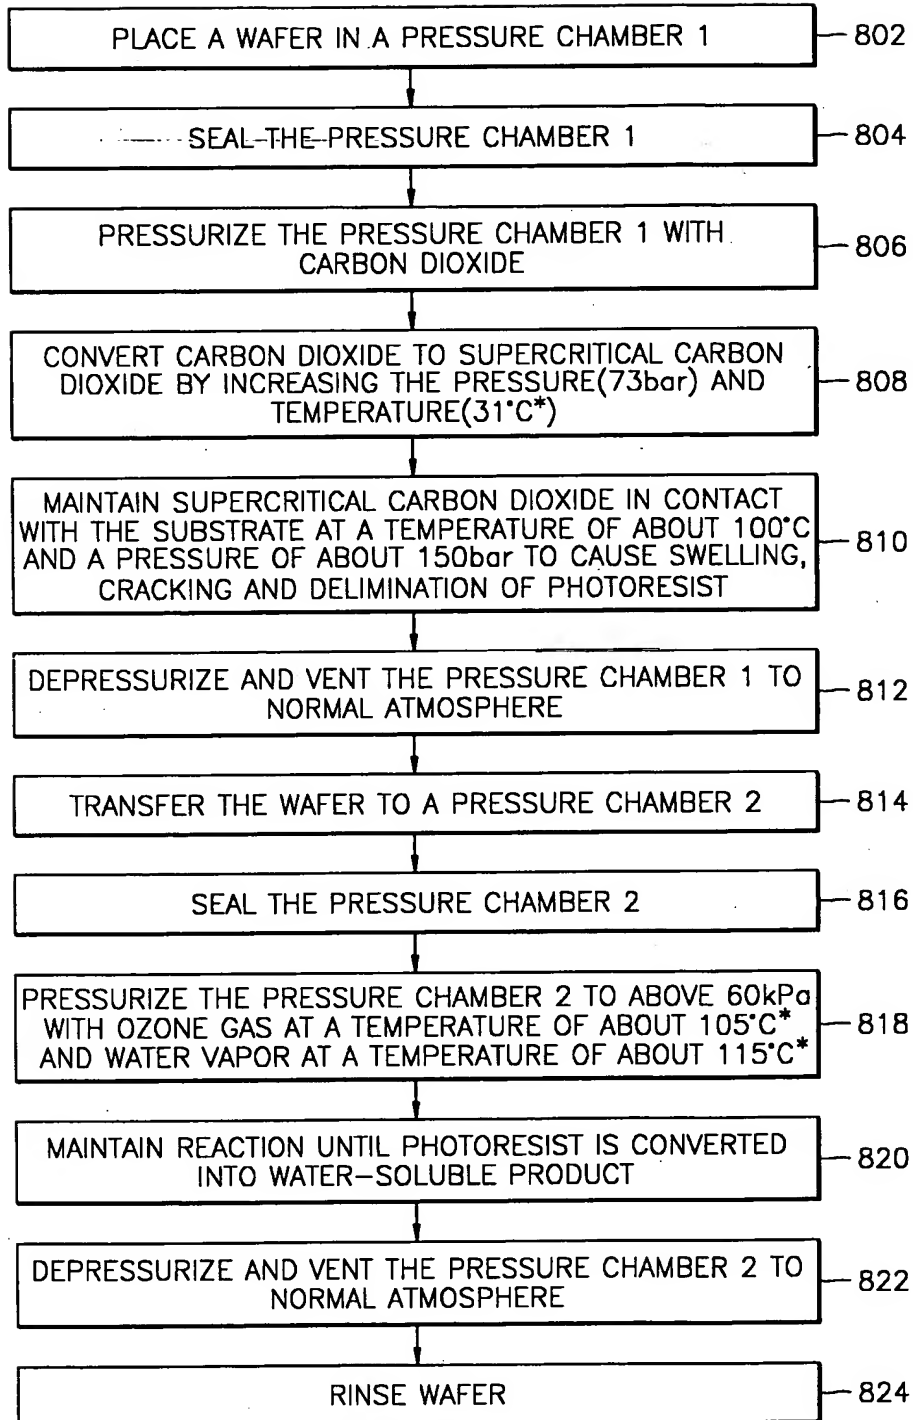 PLACE A WAFER IN A PRESSURE CHAMBER 1
802
SEAL THE PRESSURE CHAMBER 1
804
PRESSURIZE THE PRESSURE CHAMBER 1 WITH
CARBON DIOXIDE
806
CONVERT CARBON DIOXIDE TO SUPERCRITICAL CARBON
DIOXIDE BY INCREASING THE PRESSURE(73bar) AND
TEMPERATURE(31°C*)
808
MAINTAIN SUPERCRITICAL CARBON DIOXIDE IN CONTACT
WITH THE SUBSTRATE AT A TEMPERATURE OF ABOUT 100°C
AND A PRESSURE OF ABOUT 150bar TO CAUSE SWELLING,
CRACKING AND DELIMINATION OF PHOTORESIST
810
DEPRESSURIZE AND VENT THE PRESSURE CHAMBER 1 TO
NORMAL ATMOSPHERE
812
TRANSFER THE WAFER TO A PRESSURE CHAMBER 2
814
SEAL THE PRESSURE CHAMBER 2
816
PRESSURIZE THE PRESSURE CHAMBER 2 TO ABOVE 60kPa
WITH OZONE GAS AT A TEMPERATURE OF ABOUT 105°C*
AND WATER VAPOR AT A TEMPERATURE OF ABOUT 115°C*
818
MAINTAIN REACTION UNTIL PHOTORESIST IS CONVERTED
INTO WATER-SOLUBLE PRODUCT
820
DEPRESSURIZE AND VENT THE PRESSURE CHAMBER 2 TO
NORMAL ATMOSPHERE
822
RINSE WAFER
824